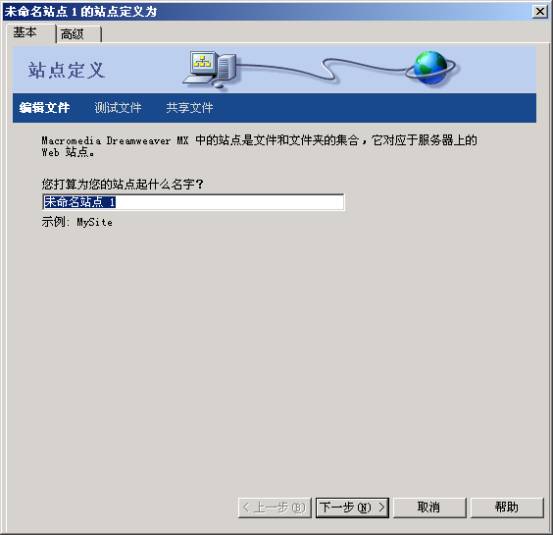 未命名站点 1 的站点定义为
基本 高级
站点定义
编辑文件 测试文件 共享文件
Macromedia Dreamweaver MX 中的站点是文件和文件夹的集合，它对应于服务器上的
Web 站点。
您打算为您的站点起什么名字？
未命名站点 1
示例: MySite
< 上一步(B) 下一步(N) > 取消 帮助